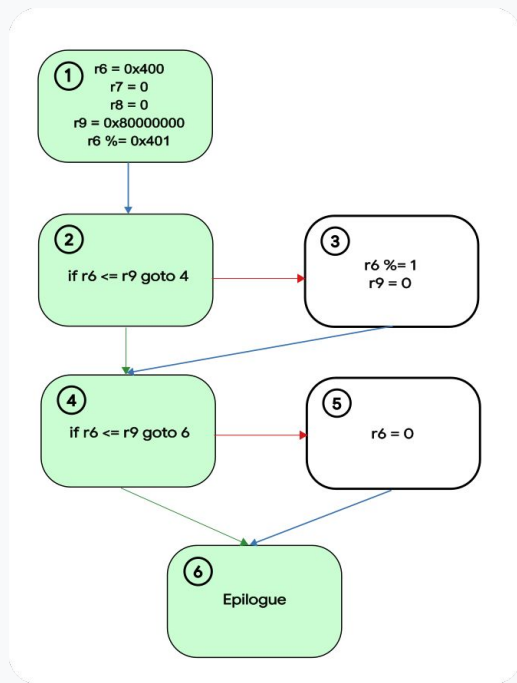 1
r6 = 0x400
r7 = 0
r8 = 0
r9 = 0x80000000
r6 %= 0x401
2
if r6 <= r9 goto 4
3
r6 %= 1
r9 = 0
4
if r6 <= r9 goto 6
5
r6 = 0
6
Epilogue